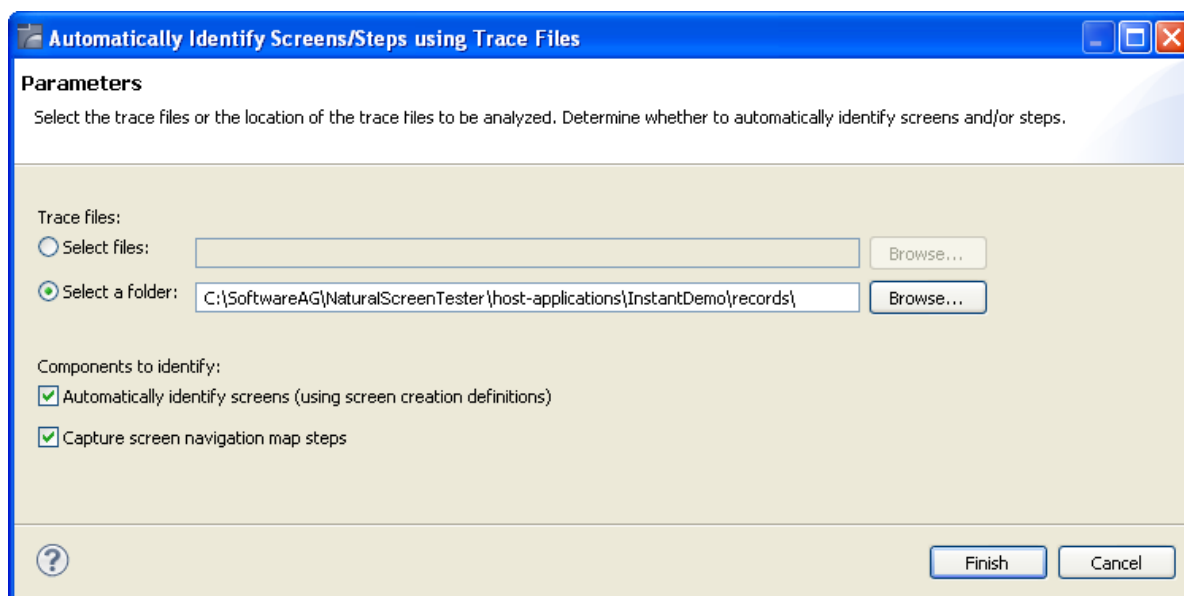 Automatically Identify Screens/Steps using Trace Files
Parameters
Select the trace files or the location of the trace files to be analyzed. Determine whether to automatically identify screens and/or steps.
Trace files:
Select files:
Browse...
Select a folder:
C:\SoftwareAG\NaturalScreenTester\host-applications\InstantDemo\records\
Browse...
Components to identify:
Automatically identify screens (using screen creation definitions)
Capture screen navigation map steps
?
Finish
Cancel